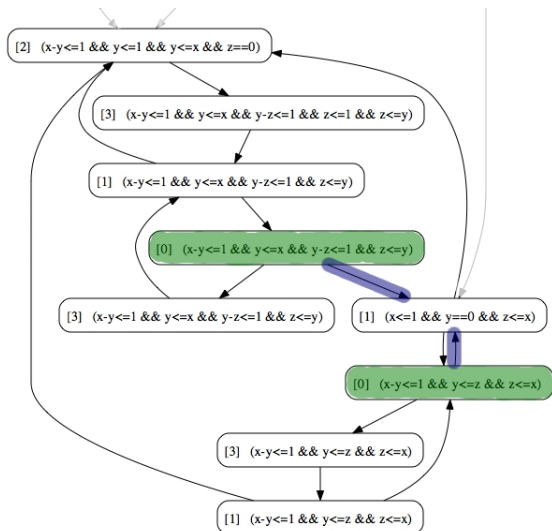 [2] (x-y<=1 && y<=1 && y<=x && z==0)
[3] (x-y<=1 && y<=x && y-z<=1 && z<=1 && z<=y)
[1] (x-y<=1 && y<=x && y-z<=1 && z<=y)
[0] (x-y<=1 && y<=x && y-z<=1 && z<=y)
[3] (x-y<=1 && y<=x && y-z<=1 && z<=y)
[1] (x<=1 && y==0 && z<=x)
[0] (x-y<=1 && y<=z && z<=x)
[3] (x-y<=1 && y<=z && z<=x)
[1] (x-y<=1 && y<=z && z<=x)